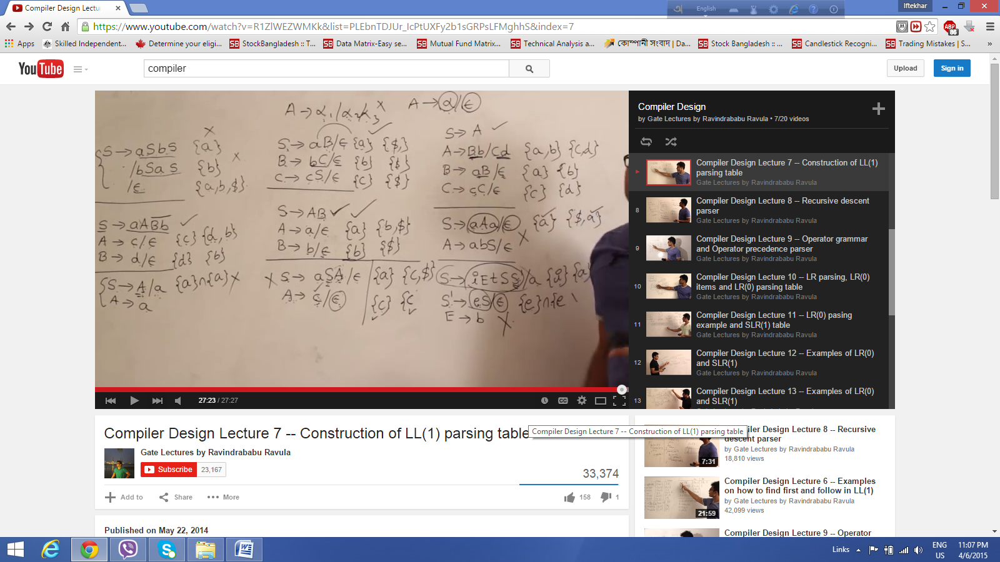 Compiler Design Lectu
Iftekhar
English
https://www.youtube.com/watch?v=R1ZlWEZWMKk&list=PLEbnTDJUr_IcPtUXFy2b1sGRPsLFMghhS&index=7
ABP
86
Apps
Skilled Independent...
Determine your eligi...
StockBangladesh :: T...
Data Matrix-Easy se...
Mutual Fund Matrix...
Technical Analysis a...
কোম্পানী সংবাদ | Da...
Stock Bangladesh :: ...
Candlestick Recogni...
Trading Mistakes | S...
»
YouTube
compiler
Upload
Sign in
A → α₁/α₂/α₃ ×
A → α/ϵ
×
S → aSbS {a}
/bSaS {b} ×
/ϵ {a,b,$}
S → aABb ✓
A → c/ϵ {c} {d,b}
B → d/ϵ {d} {b}
S → A/a {a}∩{a} ×
A → a
S → aB/ϵ {a} {$} ✓
B → bC/ϵ {b} {$}
C → cS/ϵ {c} {$}
S → AB ✓ ✓
A → a/ϵ {a} {b,$}
B → b/ϵ {b} {$}
× S → aSA/ϵ {a} {c,$}
A → c/ϵ {c} {c
S → A ✓
A → Bb/Cd {a,b} {c,d}
B → aB/ϵ {a} {b}
C → cC/ϵ {c} {d}
S → aAa/ϵ {a} {$,a}
A → abS/ϵ ×
S → iEtSS'/a {i} {a
S' → eS/ϵ {e}∩{e
E → b ×
27:23 / 27:27
CC
Compiler Design
by Gate Lectures by Ravindrababu Ravula • 7/20 videos
Compiler Design Lecture 7 -- Construction of LL(1)
parsing table
Gate Lectures by Ravindrababu Ravula
8
Compiler Design Lecture 8 -- Recursive descent
parser
Gate Lectures by Ravindrababu Ravula
9
Compiler Design Lecture 9 -- Operator grammar
and Operator precedence parser
Gate Lectures by Ravindrababu Ravula
10
Compiler Design Lecture 10 -- LR parsing, LR(0)
items and LR(0) parsing table
Gate Lectures by Ravindrababu Ravula
11
Compiler Design Lecture 11 -- LR(0) pasing
example and SLR(1) table
Gate Lectures by Ravindrababu Ravula
12
Compiler Design Lecture 12 -- Examples of LR(0)
and SLR(1)
Gate Lectures by Ravindrababu Ravula
13
Compiler Design Lecture 13 -- Examples of LR(0)
and SLR(1)
Compiler Design Lecture 7 -- Construction of LL(1) parsing table
Compiler Design Lecture 7 -- Construction of LL(1) parsing table
Gate Lectures by Ravindrababu Ravula
Subscribe 23,167
33,374
Add to
Share
More
158
1
Published on May 22, 2014
iler Design Lecture 8 -- Recursive
descent parser
by Gate Lectures by Ravindrababu Ravula
18,810 views
7:31
Compiler Design Lecture 6 -- Examples
on how to find first and follow in LL(1)
by Gate Lectures by Ravindrababu Ravula
42,099 views
21:59
Compiler Design Lecture 9 -- Operator
Links
ENG
US
11:07 PM
4/6/2015